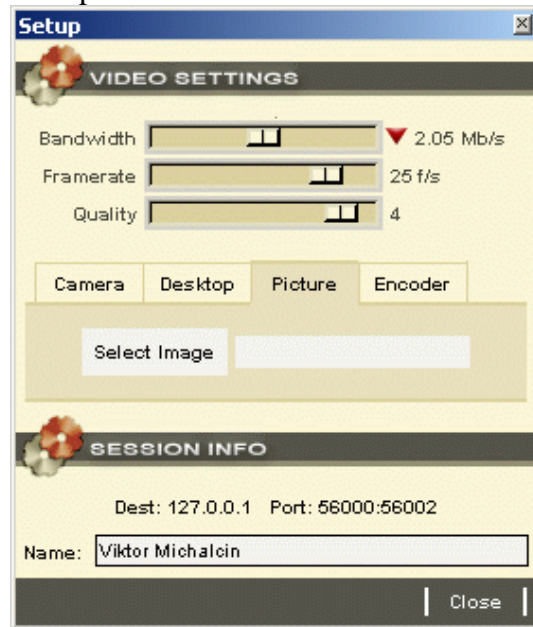 Setup
VIDEO SETTINGS
Bandwidth 2.05 Mb/s
Framerate 25 f/s
Quality 4
Camera Desktop Picture Encoder
Select Image
SESSION INFO
Dest: 127.0.0.1 Port: 56000:56002
Name: Viktor Michalcin
Close